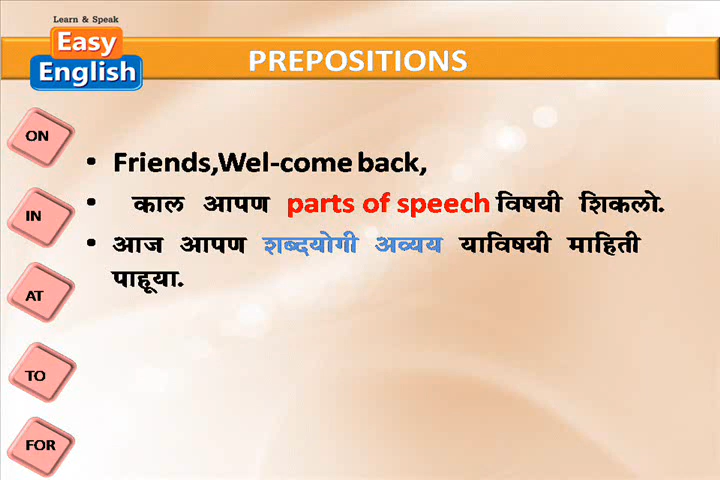 Learn & Speak
Easy
English
PREPOSITIONS
ON
IN
AT
TO
FOR
• Friends,Wel-come back,
• काल आपण parts of speech विषयी शिकलो.
• आज आपण शब्दयोगी अव्यय याविषयी माहिती
पाहूया.